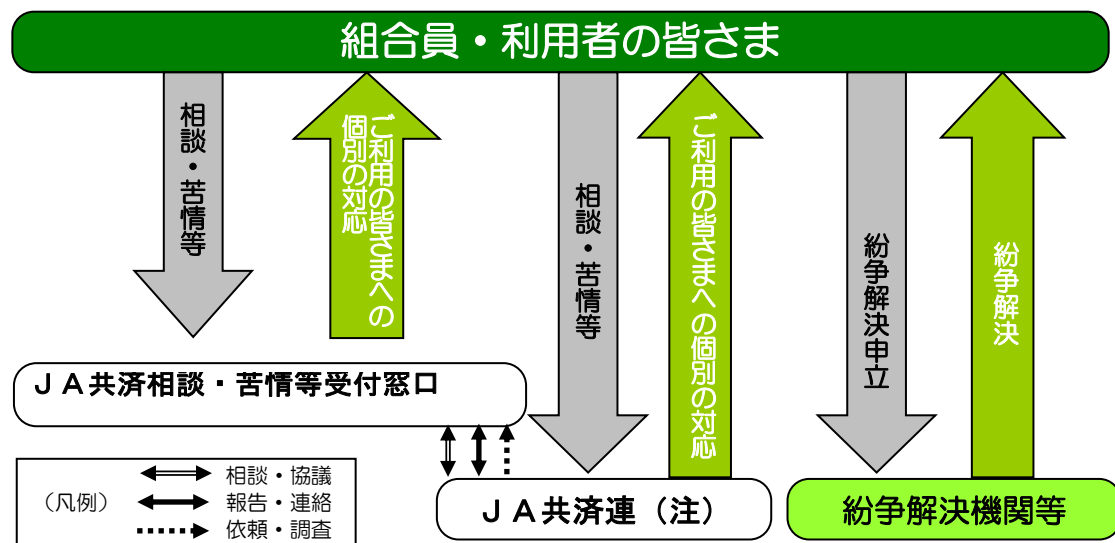 組合員・利用者の皆さま
相談・苦情等
ご利用の皆さまへの
個別の対応
相談・苦情等
ご利用の皆さまへの個別の対応
紛争解決申立
紛争解決
ＪＡ共済相談・苦情等受付窓口
ＪＡ共済連（注）
紛争解決機関等
（凡例）
相談・協議
報告・連絡
依頼・調査